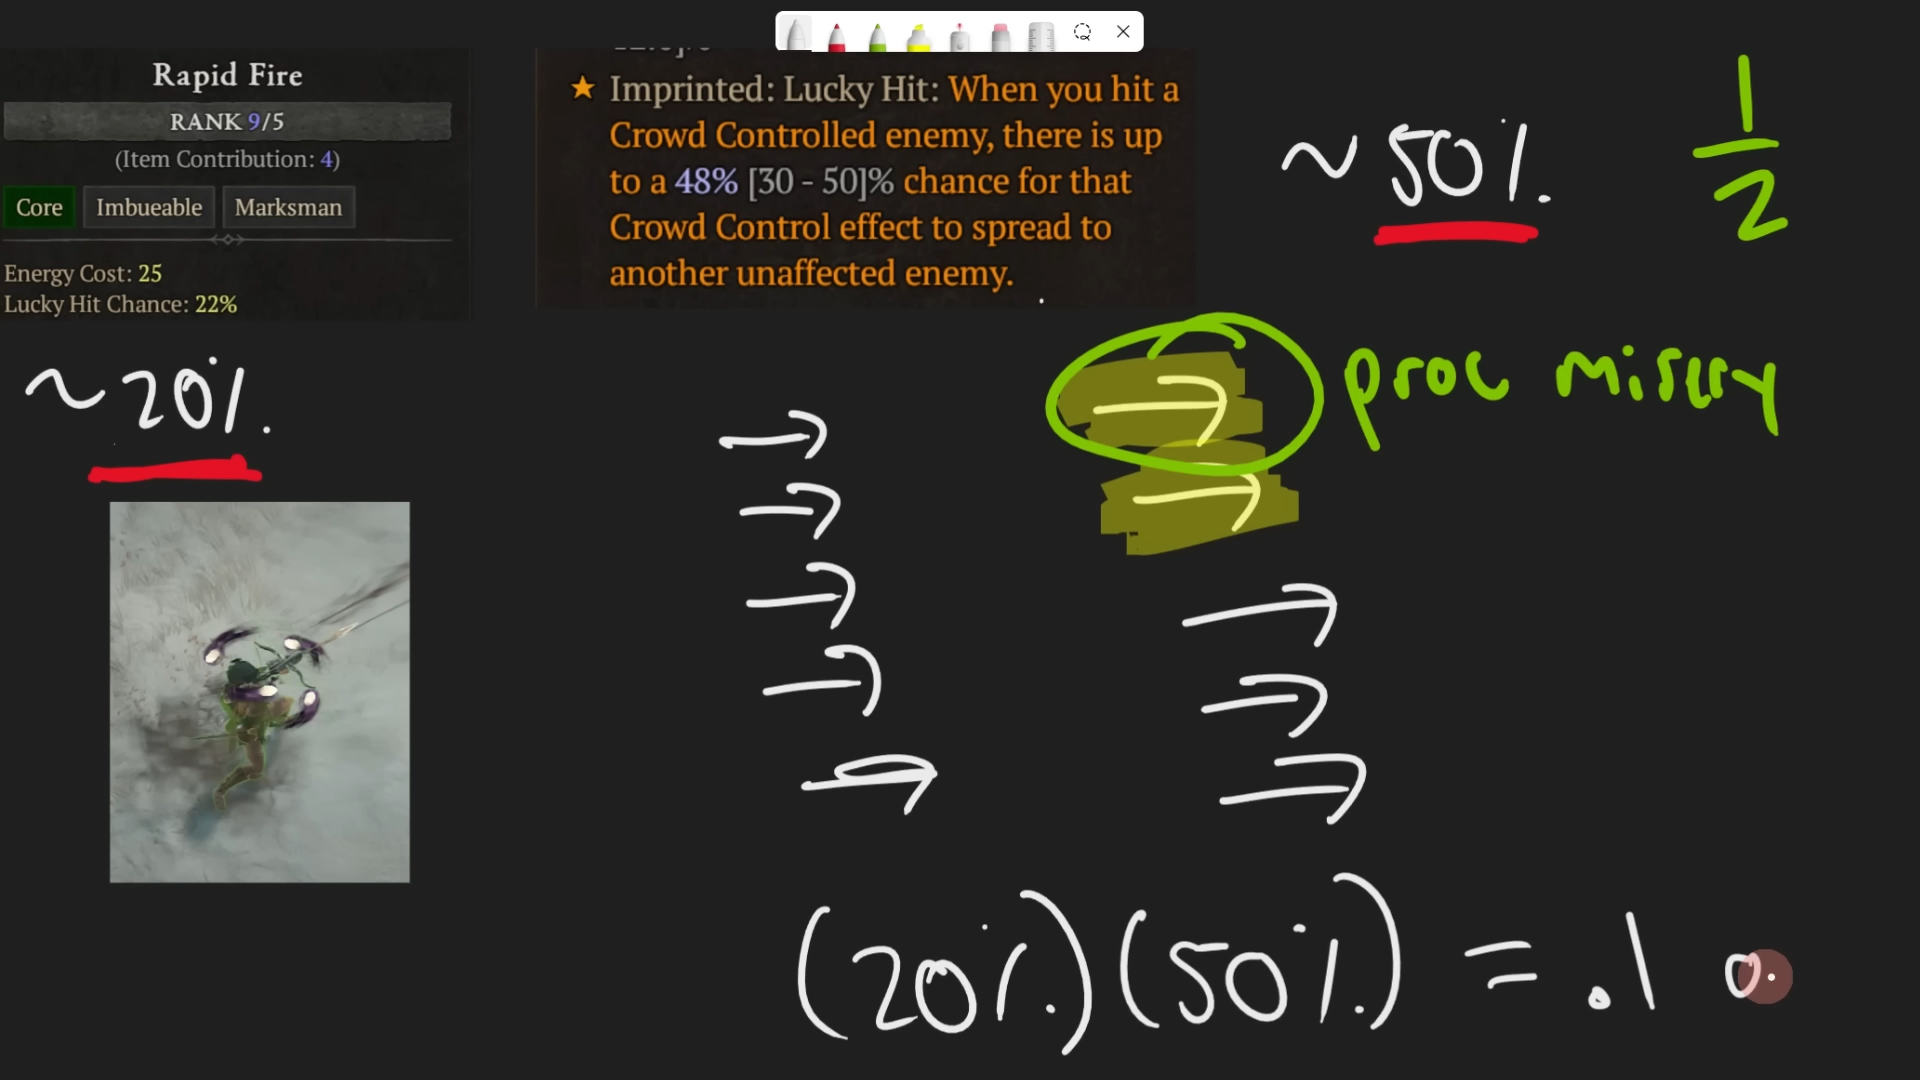 Rapid Fire
RANK 9/5
(Item Contribution: 4)
Core Imbueable Marksman
Energy Cost: 25
Lucky Hit Chance: 22%
★ Imprinted: Lucky Hit: When you hit a
Crowd Controlled enemy, there is up
to a 48% [30 - 50]% chance for that
Crowd Control effect to spread to
another unaffected enemy.
~50%.
1
2
~20%.
proc misery
(20%.)(50%.) = .1 o